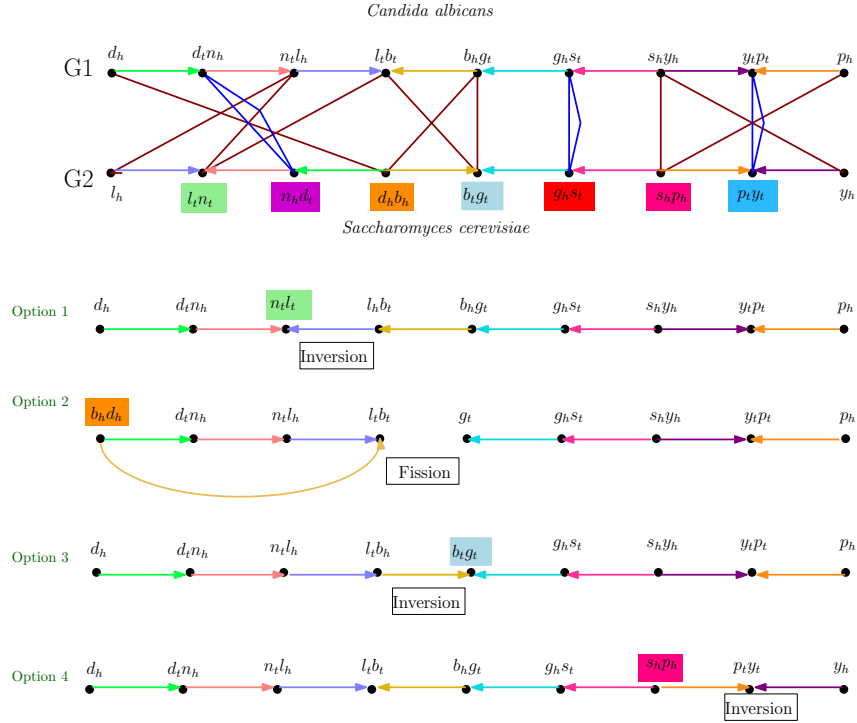 Candida albicans
G1 d_h d_tn_h n_tl_h l_tb_t b_hg_t g_hs_t s_hy_h y_tp_t p_h
G2
l_h l_tn_t n_hd_t d_hb_h b_tg_t g_hs_t s_hp_h p_ty_t y_h
Saccharomyces cerevisiae
Option 1 d_h d_tn_h n_tl_t l_hb_t b_hg_t g_hs_t s_hy_h y_tp_t p_h
Inversion
Option 2 b_hd_h d_tn_h n_tl_h l_tb_t g_t g_hs_t s_hy_h y_tp_t p_h
Fission
Option 3 d_h d_tn_h n_tl_h l_tb_h b_tg_t g_hs_t s_hy_h y_tp_t p_h
Inversion
Option 4 d_h d_tn_h n_tl_h l_tb_t b_hg_t g_hs_t s_hp_h p_ty_t y_h
Inversion